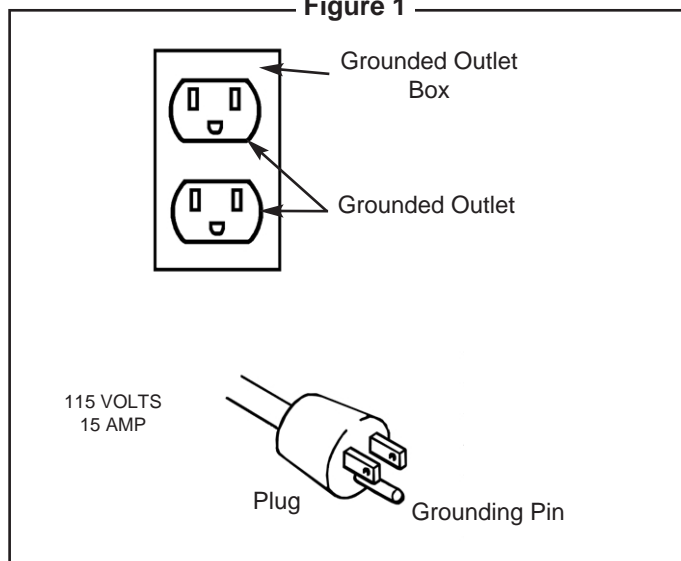 Figure 1
Grounded Outlet
Box
Grounded Outlet
115 VOLTS
15 AMP
Plug
Grounding Pin